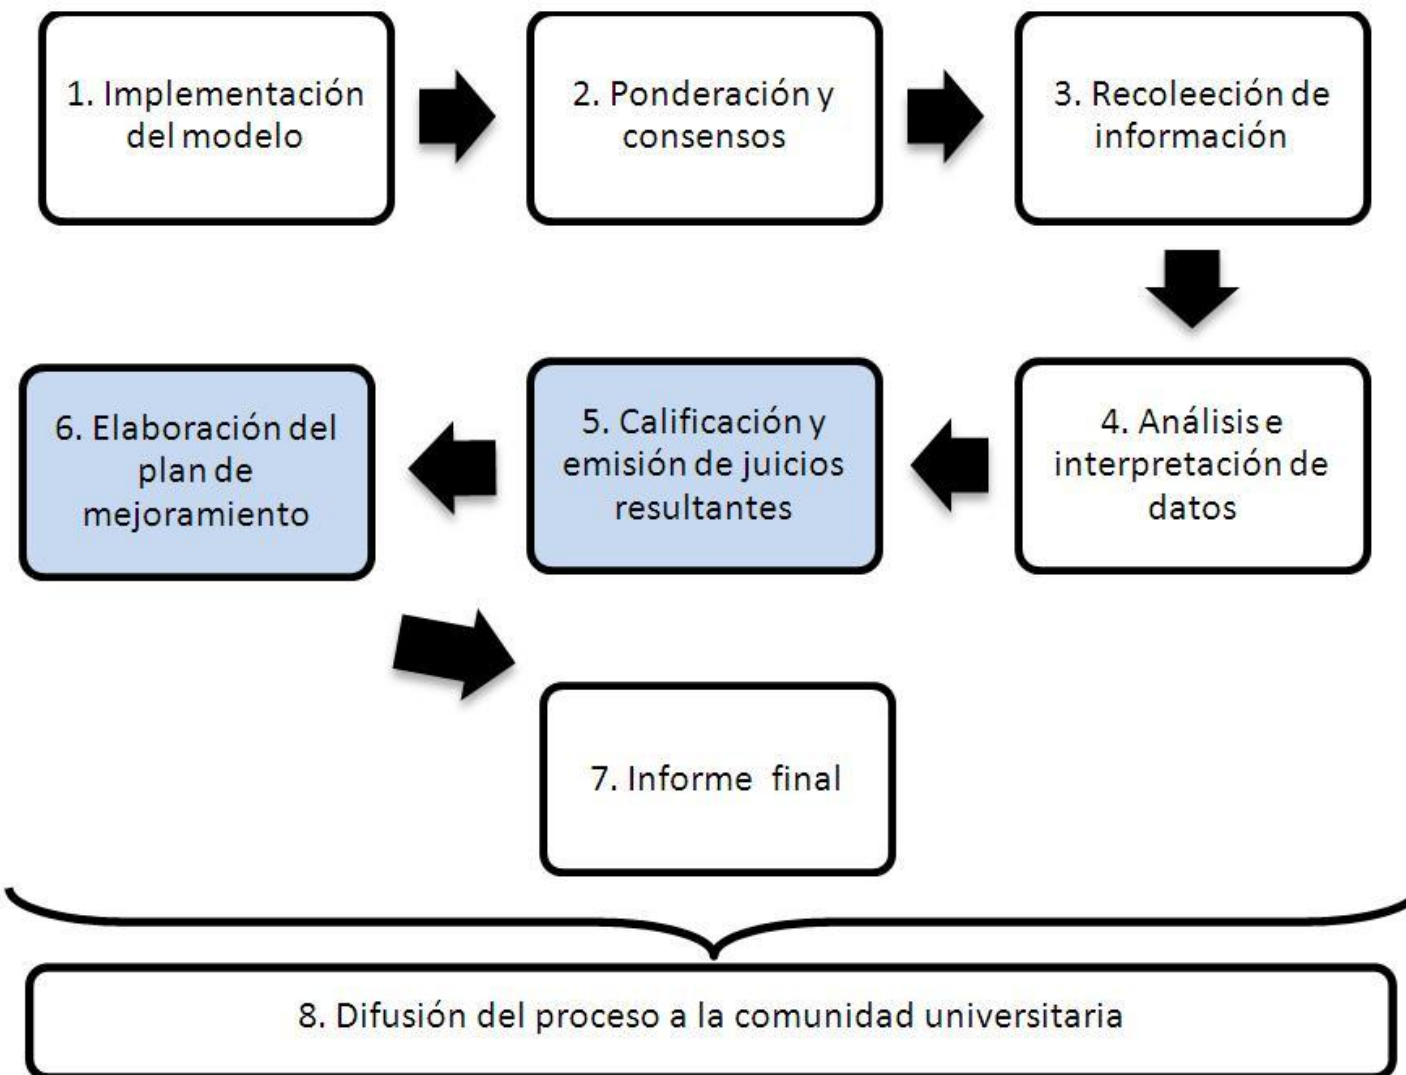 1. Implementación
del modelo
2. Ponderación y
consensos
3. Recoleección de
información
4. Análisis e
interpretación de
datos
5. Calificación y
emisión de juicios
resultantes
6. Elaboración del
plan de
mejoramiento
7. Informe final
8. Difusión del proceso a la comunidad universitaria